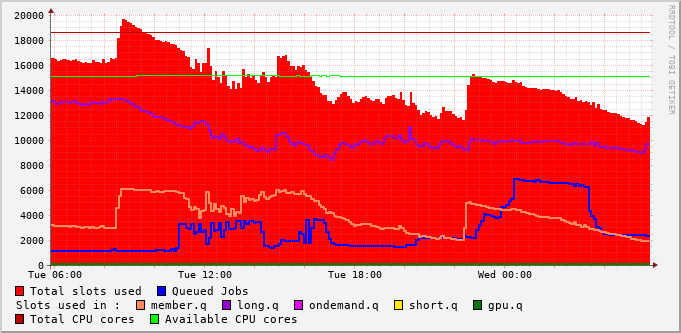 20000
18000
16000
14000
12000
10000
8000
6000
4000
2000
0
Tue 06:00 Tue 12:00 Tue 18:00 Wed 00:00
Total slots used Queued Jobs
Slots used in : member.q long.q ondemand.q short.q gpu.q
Total CPU cores Available CPU cores
RRDTOOL / TOBI OETIKER